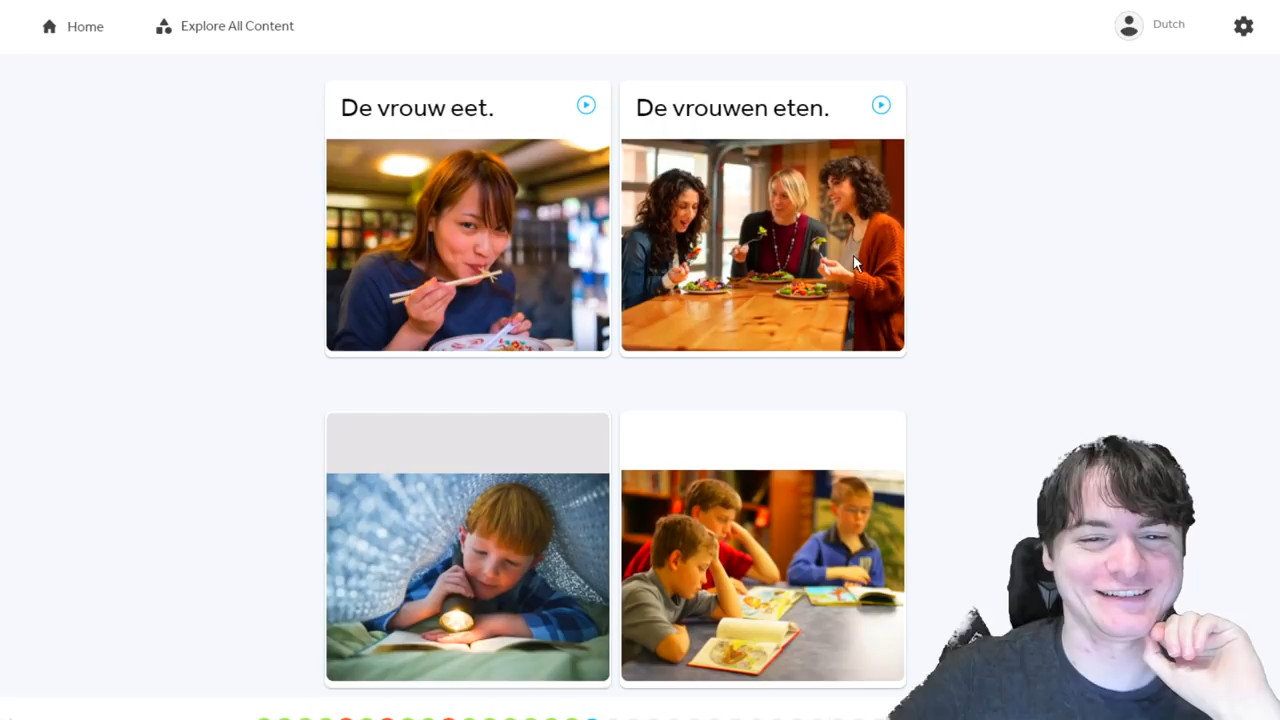 Home
Explore All Content
Dutch
De vrouw eet.
De vrouwen eten.